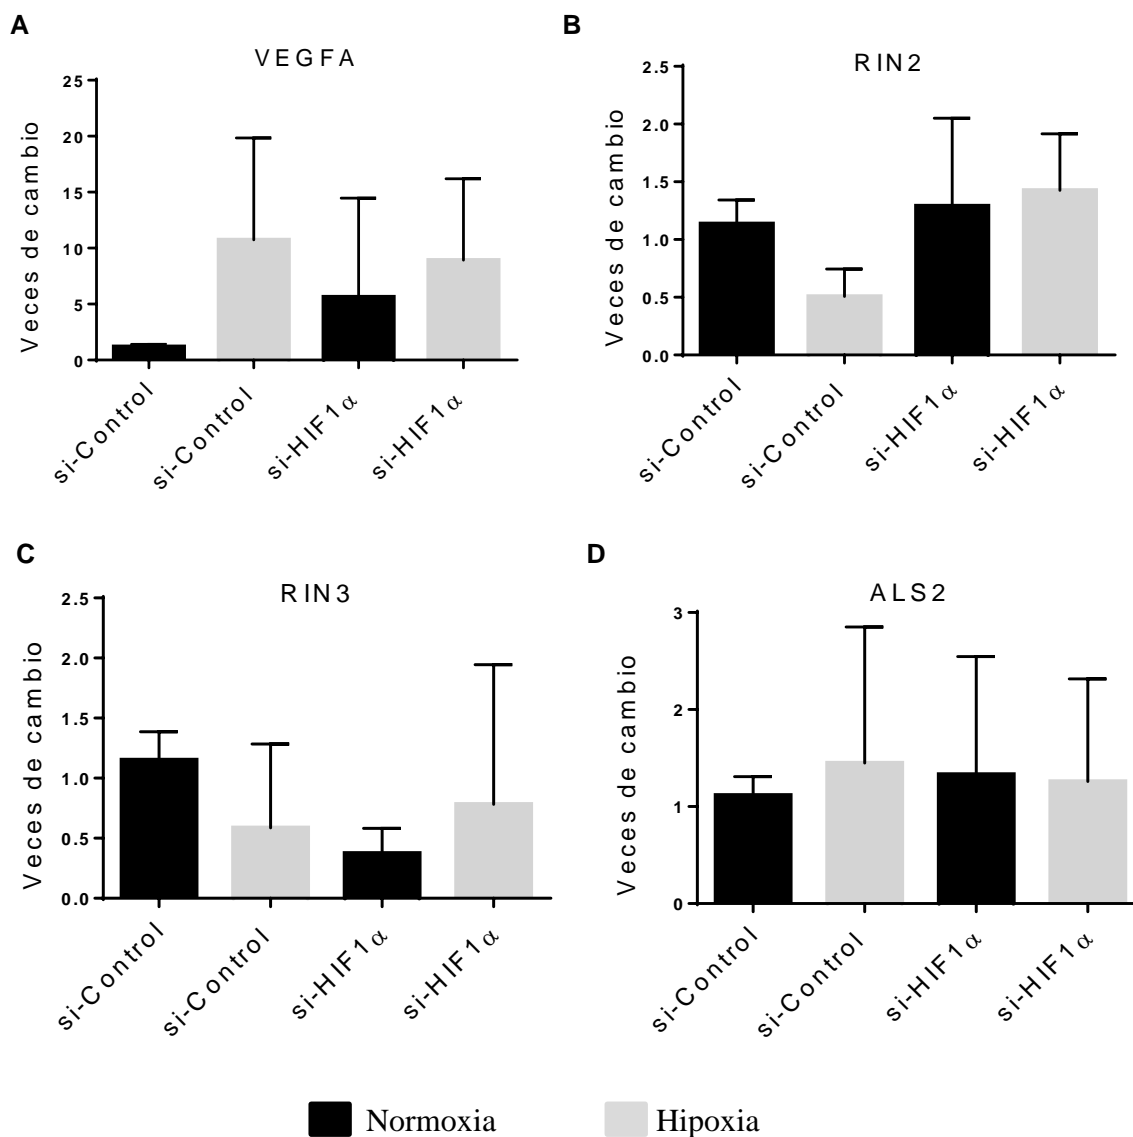 A
VEGFA
Veces de cambio
25
20
15
10
5
0
si-Control
si-Control
si-HIF1α
si-HIF1α
B
RIN2
Veces de cambio
2.5
2.0
1.5
1.0
0.5
0.0
si-Control
si-Control
si-HIF1α
si-HIF1α
C
RIN3
Veces de cambio
2.5
2.0
1.5
1.0
0.5
0.0
si-Control
si-Control
si-HIF1α
si-HIF1α
D
ALS2
Veces de cambio
3
2
1
0
si-Control
si-Control
si-HIF1α
si-HIF1α
Normoxia
Hipoxia